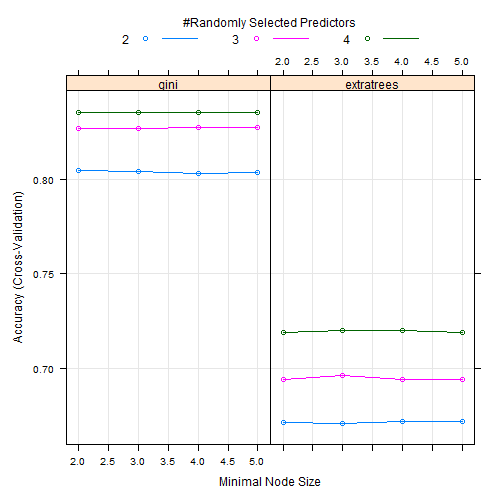 #Randomly Selected Predictors
2 3 4
2.0 2.5 3.0 3.5 4.0 4.5 5.0
gini extratrees
0.80
0.75
0.70
Accuracy (Cross-Validation)
2.0 2.5 3.0 3.5 4.0 4.5 5.0
Minimal Node Size